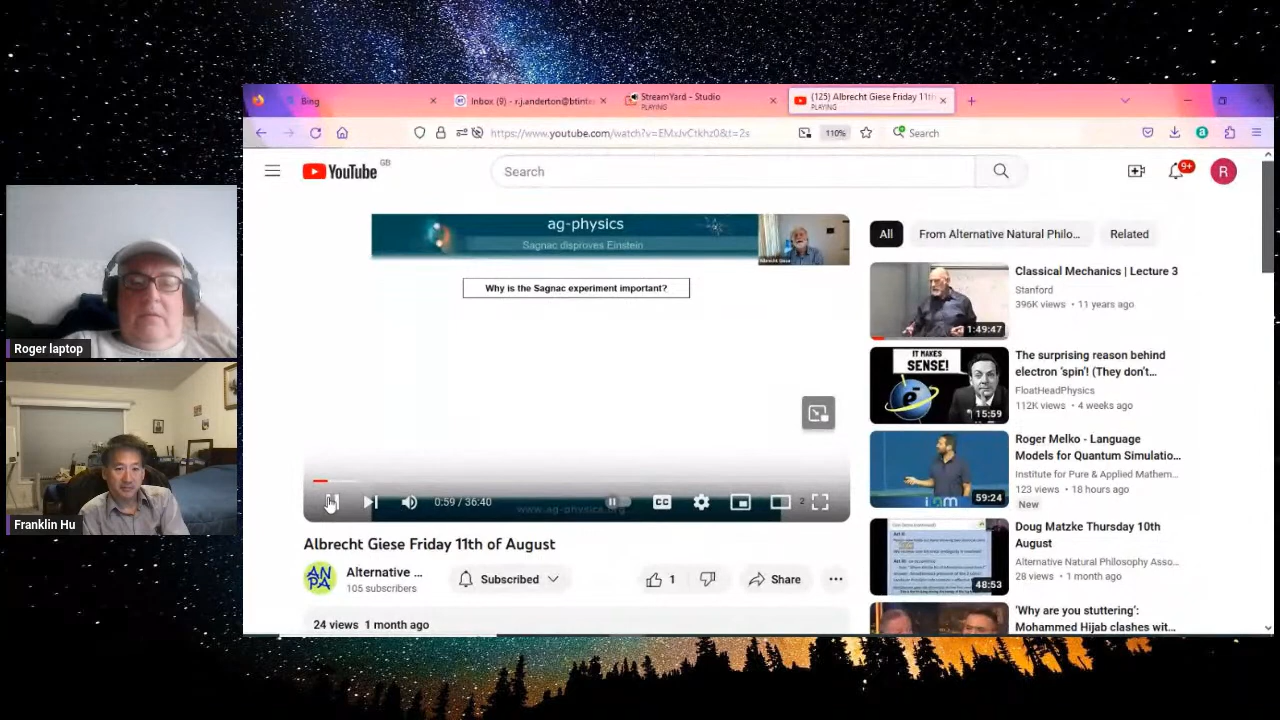 Bing
Inbox (9) - r.j.anderton@btinte
StreamYard - Studio
PLAYING
(125) Albrecht Giese Friday 11th
PLAYING
https://www.youtube.com/watch?v=EMxJvCtkhz0&t=2s
110%
Search
YouTube GB
Search
9+
R
ag-physics
Sagnac disproves Einstein
Albrecht Giese
Why is the Sagnac experiment important?
0:59 / 36:40
CC
2
www.ag-physics.org
Albrecht Giese Friday 11th of August
ANPA
Alternative ...
105 subscribers
Subscribed
1
Share
24 views 1 month ago
All
From Alternative Natural Philo...
Related
1:49:47
Classical Mechanics | Lecture 3
Stanford
396K views • 11 years ago
IT MAKES
SENSE!
15:59
The surprising reason behind
electron ‘spin’! (They don’t...
FloatHeadPhysics
112K views • 4 weeks ago
59:24
Roger Melko - Language
Models for Quantum Simulatio...
Institute for Pure & Applied Mathem...
123 views • 18 hours ago
New
48:53
Doug Matzke Thursday 10th
August
Alternative Natural Philosophy Asso...
28 views • 1 month ago
‘Why are you stuttering’:
Mohammed Hijab clashes wit...
Roger laptop
Franklin Hu